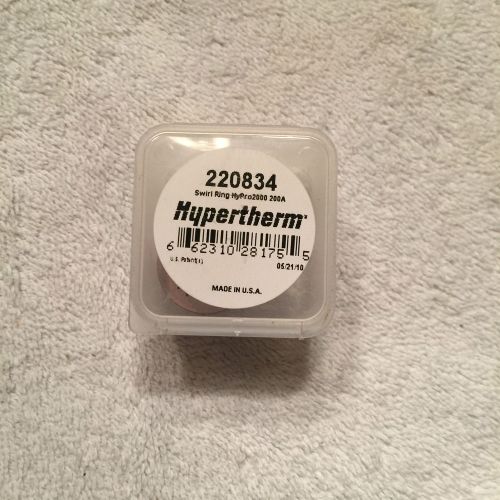 220834
Swirl Ring HyPro2000 200A
Hypertherm
6 62310 28175 5
U.S. Patent(s)
05/21/10
MADE IN U.S.A.